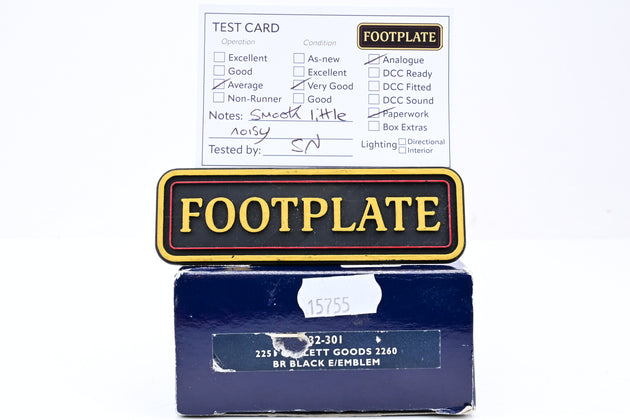 TEST CARD
FOOTPLATE
Operation
Condition
Excellent
As-new
Analogue
Good
Excellent
DCC Ready
Average
Very Good
DCC Fitted
Non-Runner
Good
DCC Sound
Notes: Smooth little
Paperwork
noisy
Box Extras
Tested by: SN
Lighting
Directional
Interior
FOOTPLATE
15755
32-301
GOODS 2260
BR BLACK E/EMBLEM